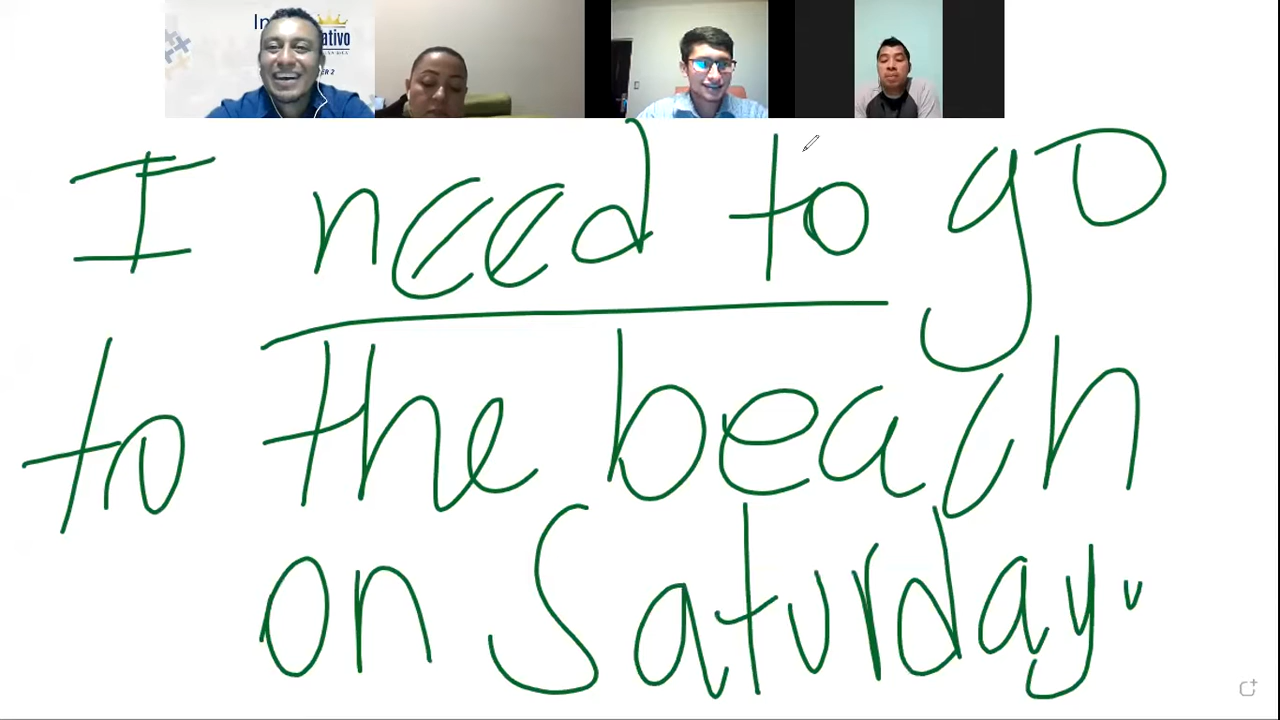 I need to go
to the beach
on Saturday.